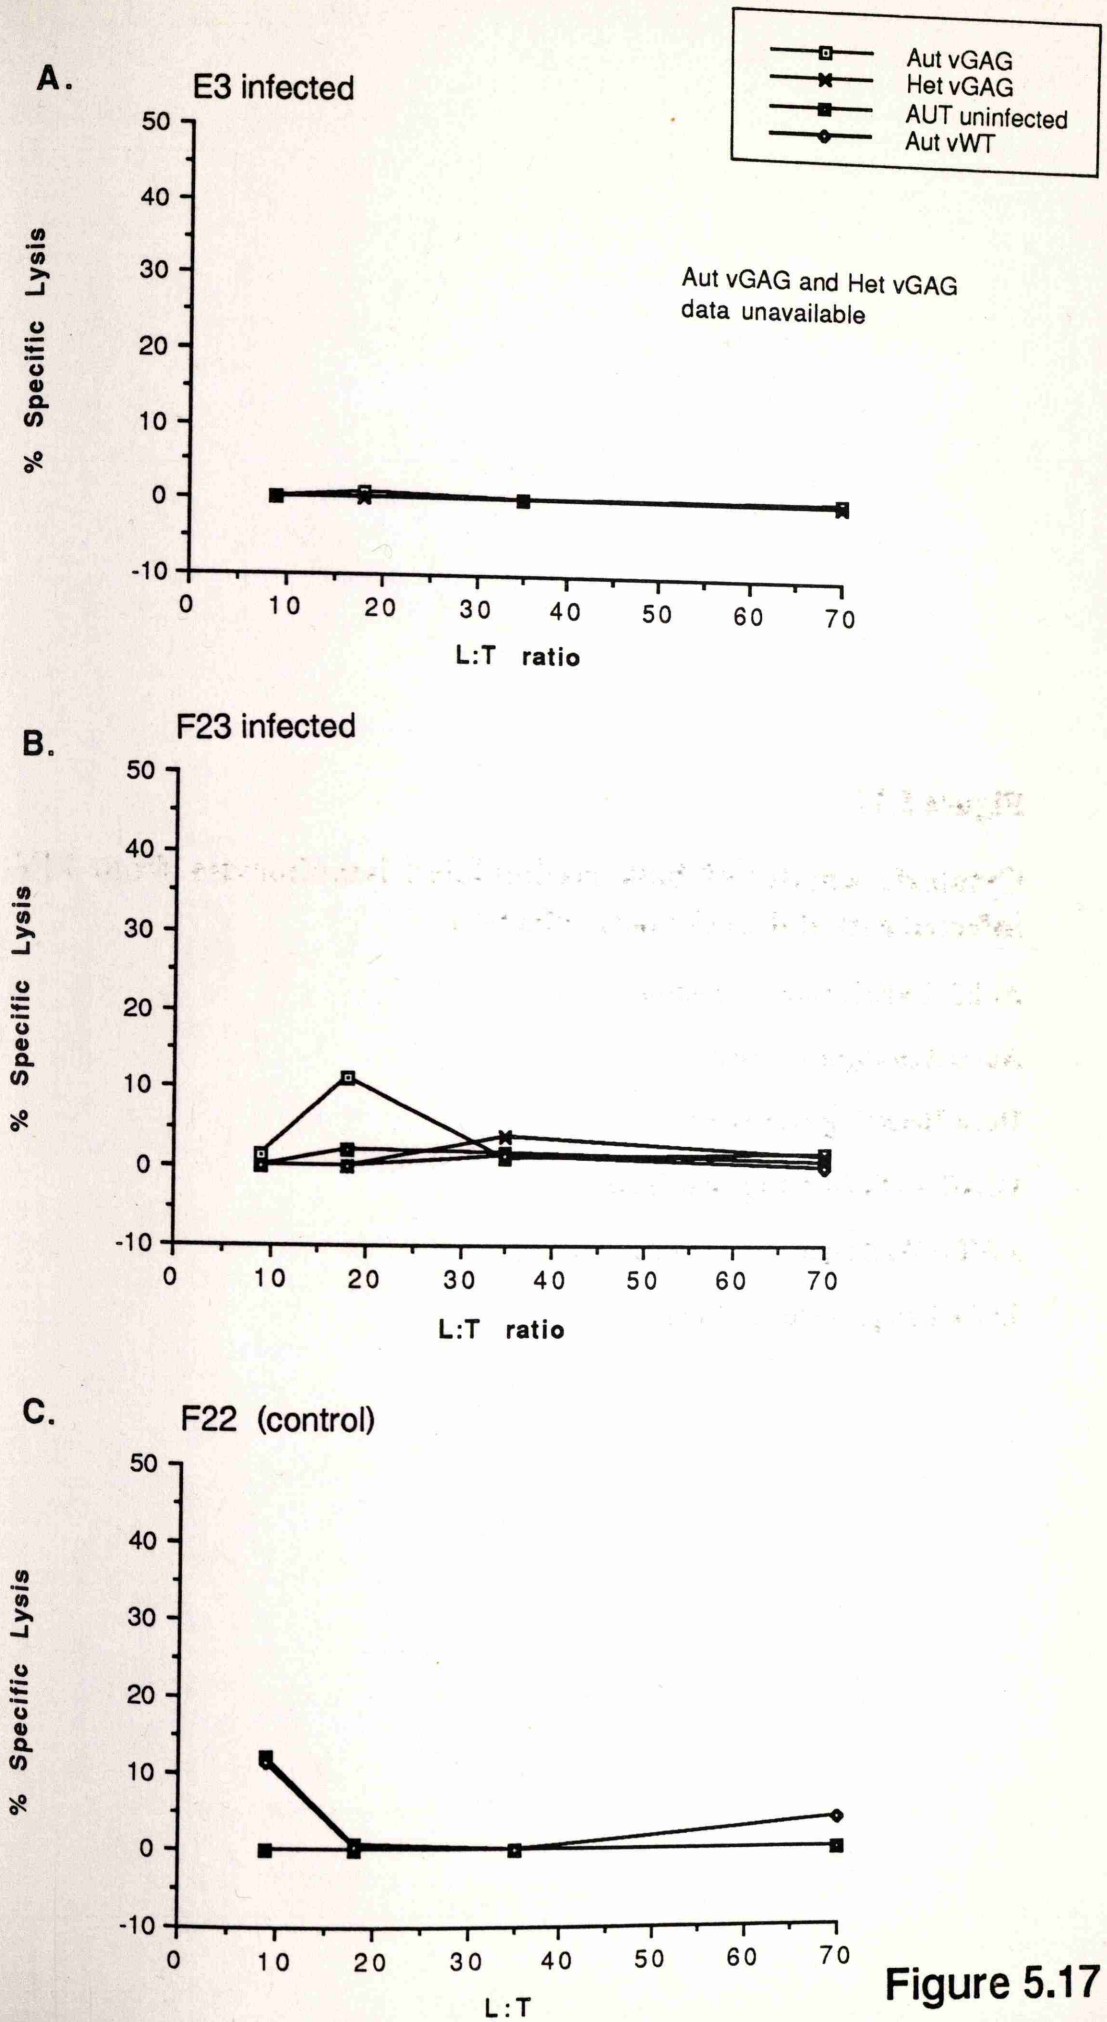 A.
E3 infected
Aut vGAG
Het vGAG
AUT uninfected
Aut vWT
50
40
30
20
10
0
-10
% Specific Lysis
Aut vGAG and Het vGAG
data unavailable
0 10 20 30 40 50 60 70
L:T ratio
B.
F23 infected
50
40
30
20
10
0
-10
% Specific Lysis
0 10 20 30 40 50 60 70
L:T ratio
C.
F22 (control)
50
40
30
20
10
0
-10
% Specific Lysis
0 10 20 30 40 50 60 70
L:T
Figure 5.17